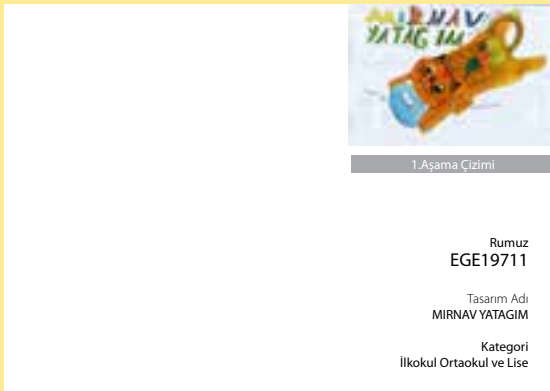 MIRNAV
YATAG IM
1.Aşama Çizimi
Rumuz
EGE19711
Tasarım Adı
MIRNAV YATAGIM
Kategori
İlkokul Ortaokul ve Lise